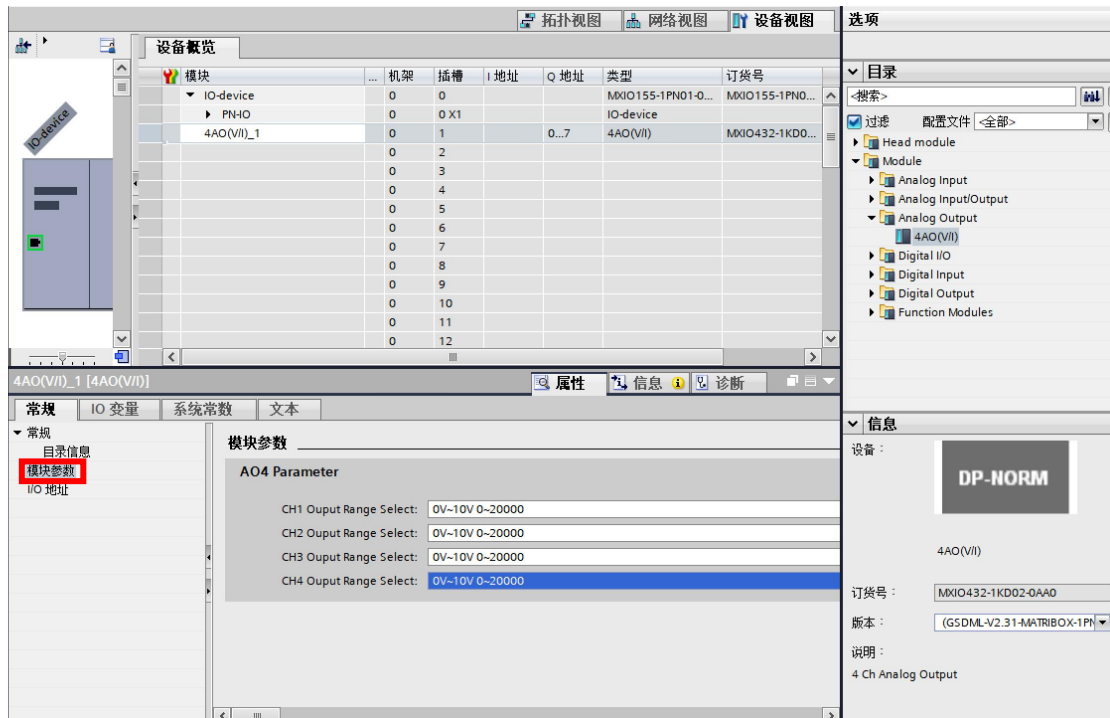 拓扑视图 网络视图 设备视图 选项
设备概览
模块 ... 机架 插槽 I 地址 Q 地址 类型 订货号
IO-device 0 0 MXIO155-1PN01-0... MXIO155-1PN0...
PN-IO 0 0 X1 IO-device
4AO(V/I)_1 0 1 0...7 4AO(V/I) MXIO432-1KD0...
0 2
0 3
0 4
0 5
0 6
0 7
0 8
0 9
0 10
0 11
0 12
IO-device
目录
<搜索>
过滤 配置文件 <全部>
Head module
Module
Analog Input
Analog Input/Output
Analog Output
4AO(V/I)
Digital I/O
Digital Input
Digital Output
Function Modules
4AO(V/I)_1 [4AO(V/I)] 属性 信息 诊断
常规 IO 变量 系统常数 文本
常规
目录信息
模块参数
I/O 地址
模块参数
AO4 Parameter
CH1 Ouput Range Select: 0V~10V 0~20000
CH2 Ouput Range Select: 0V~10V 0~20000
CH3 Ouput Range Select: 0V~10V 0~20000
CH4 Ouput Range Select: 0V~10V 0~20000
信息
设备：
DP-NORM
4AO(V/I)
订货号： MXIO432-1KD02-0AA0
版本： (GSDML-V2.31-MATRIBOX-1PN
说明：
4 Ch Analog Output